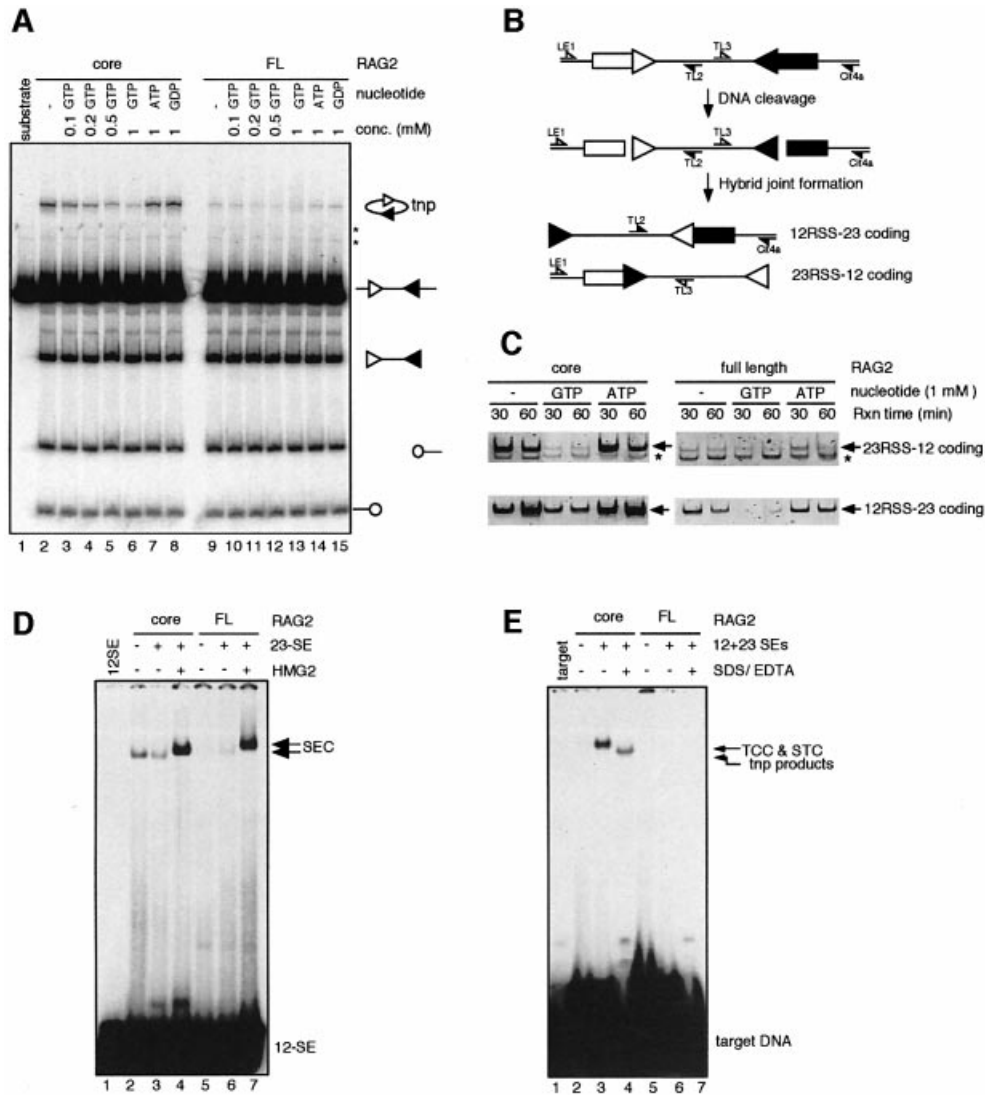 A
core FL RAG2
substrate - GTP GTP GTP GTP ATP GDP - GTP GTP GTP GTP ATP GDP nucleotide
0.1 0.2 0.5 1 1 1 0.1 0.2 0.5 1 1 1 conc. (mM)
tnp
*
*
1 2 3 4 5 6 7 8 9 10 11 12 13 14 15
B
LE1 TL3
TL2 Cit4a
DNA cleavage
LE1 TL3
TL2 Cit4a
Hybrid joint formation
TL2
12RSS-23 coding
Cit4a
LE1
23RSS-12 coding
TL3
C
core full length RAG2
- GTP ATP - GTP ATP nucleotide (1 mM)
30 60 30 60 30 60 30 60 30 60 30 60 Rxn time (min)
23RSS-12 coding
* *
12RSS-23 coding
D
core FL RAG2
12SE - + + - + + 23-SE
- - + - - + HMG2
SEC
12-SE
1 2 3 4 5 6 7
E
core FL RAG2
target - + + - + + 12+23 SEs
- - + - - + SDS/EDTA
TCC & STC
tnp products
target DNA
1 2 3 4 5 6 7